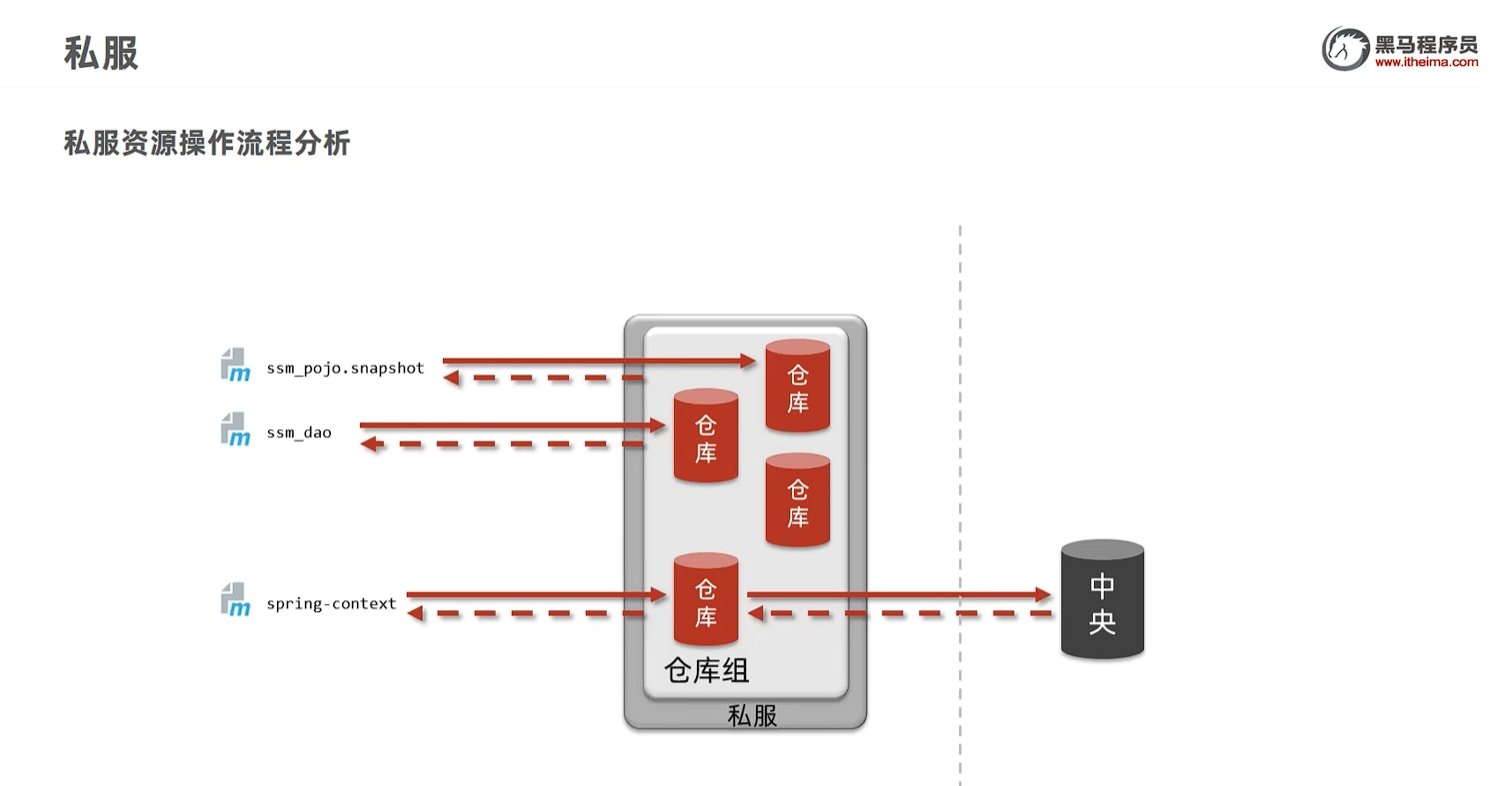 私服
黑马程序员
www.itheima.com
私服资源操作流程分析
ssm_pojo.snapshot
仓库
ssm_dao
仓库
仓库
spring-context
仓库
中央
仓库组
私服